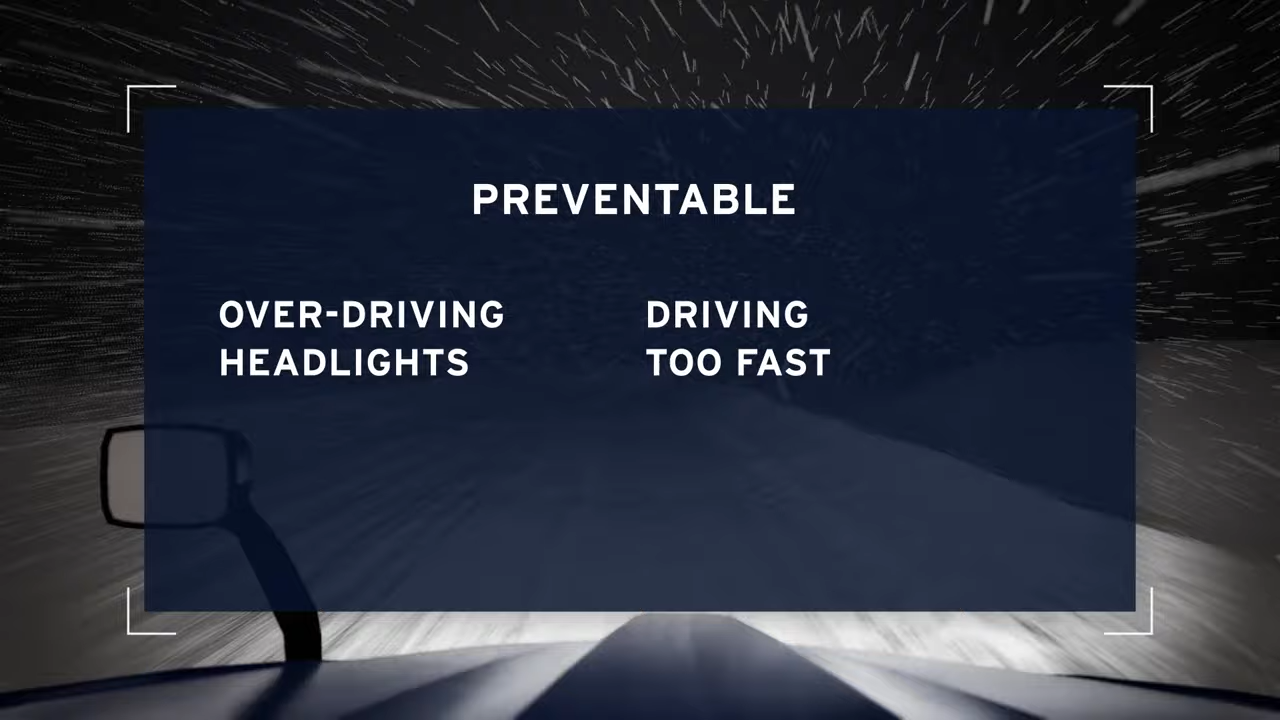 PREVENTABLE
OVER-DRIVING
HEADLIGHTS
DRIVING
TOO FAST